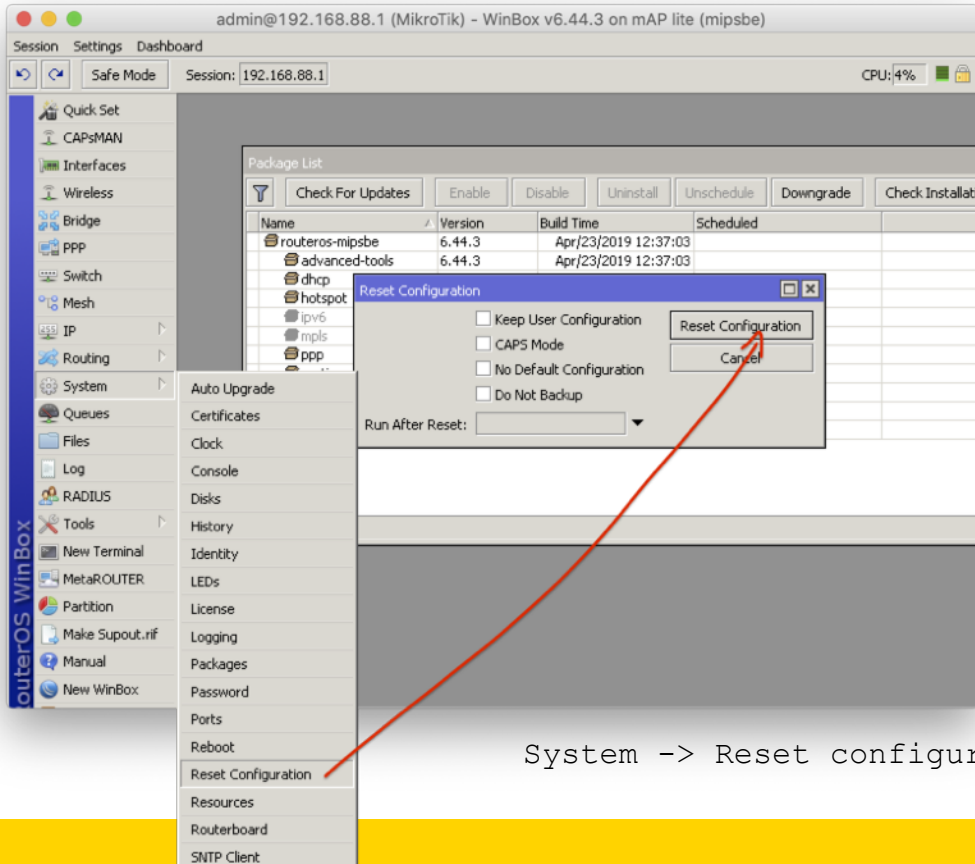 admin@192.168.88.1 (MikroTik) - WinBox v6.44.3 on mAP lite (mipsbe)
Session Settings Dashboard
Safe Mode Session: 192.168.88.1 CPU: 4%
Quick Set
CAPsMAN
Interfaces
Wireless
Bridge
PPP
Switch
Mesh
IP
Routing
System
Queues
Files
Log
RADIUS
Tools
New Terminal
MetaROUTER
Partition
Make Supout.rif
Manual
New WinBox
outerOS WinBox
Package List
Check For Updates Enable Disable Uninstall Unschedule Downgrade Check Installat
Name Version Build Time Scheduled
routeros-mipsbe 6.44.3 Apr/23/2019 12:37:03
advanced-tools 6.44.3 Apr/23/2019 12:37:03
dhcp
hotspot
ipv6
mpls
ppp
Reset Configuration
Keep User Configuration
CAPS Mode
No Default Configuration
Do Not Backup
Run After Reset:
Reset Configuration
Cancel
Auto Upgrade
Certificates
Clock
Console
Disks
History
Identity
LEDs
License
Logging
Packages
Password
Ports
Reboot
Reset Configuration
Resources
Routerboard
SNTP Client
System -> Reset configur